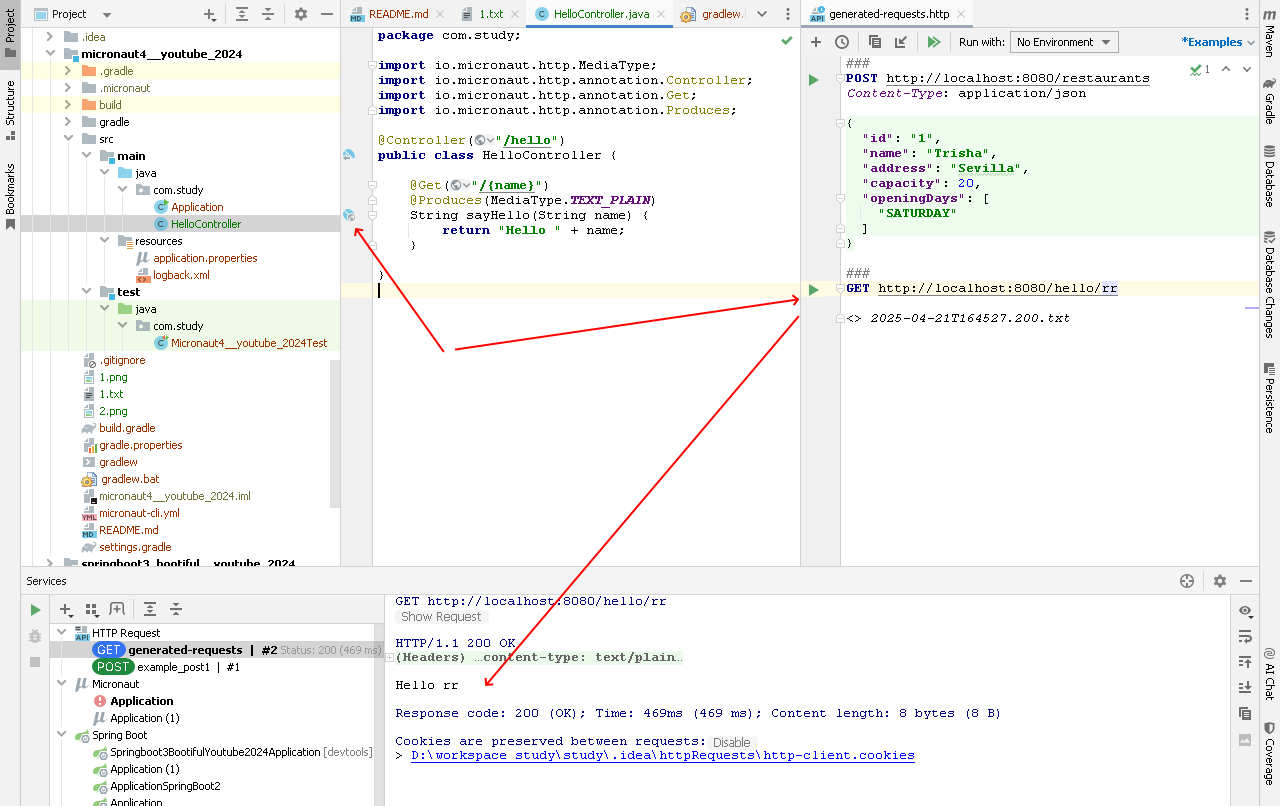 Project
Structure
Bookmarks
Project
.idea
micronaut4__youtube_2024
.gradle
.micronaut
build
gradle
src
main
java
com.study
Application
HelloController
resources
application.properties
logback.xml
test
java
com.study
Micronaut4__youtube_2024Test
.gitignore
1.png
1.txt
2.png
build.gradle
gradle.properties
gradlew
gradlew.bat
micronaut4__youtube_2024.iml
micronaut-cli.yml
README.md
settings.gradle
springboot3_bootiful__youtube_2024
README.md
1.txt
HelloController.java
gradlew.
package com.study;
import io.micronaut.http.MediaType;
import io.micronaut.http.annotation.Controller;
import io.micronaut.http.annotation.Get;
import io.micronaut.http.annotation.Produces;
@Controller("/hello")
public class HelloController {
@Get("/{name}")
@Produces(MediaType.TEXT_PLAIN)
String sayHello(String name) {
return "Hello " + name;
}
}
generated-requests.http
Run with: No Environment
*Examples
1
###
POST http://localhost:8080/restaurants
Content-Type: application/json
{
"id": "1",
"name": "Trisha",
"address": "Sevilla",
"capacity": 20,
"openingDays": [
"SATURDAY"
]
}
###
GET http://localhost:8080/hello/rr
<> 2025-04-21T164527.200.txt
Maven
Gradle
Database
Database Changes
Persistence
AI Chat
Coverage
Services
HTTP Request
GET generated-requests | #2 Status: 200 (469 ms)
POST example_post1 | #1
Micronaut
Application
Application (1)
Spring Boot
Springboot3BootifulYoutube2024Application [devtools]
Application (1)
ApplicationSpringBoot2
Application
GET http://localhost:8080/hello/rr
Show Request
HTTP/1.1 200 OK
(Headers) ...content-type: text/plain...
Hello rr
Response code: 200 (OK); Time: 469ms (469 ms); Content length: 8 bytes (8 B)
Cookies are preserved between requests: Disable
> D:\workspace_study\study\.idea\httpRequests\http-client.cookies